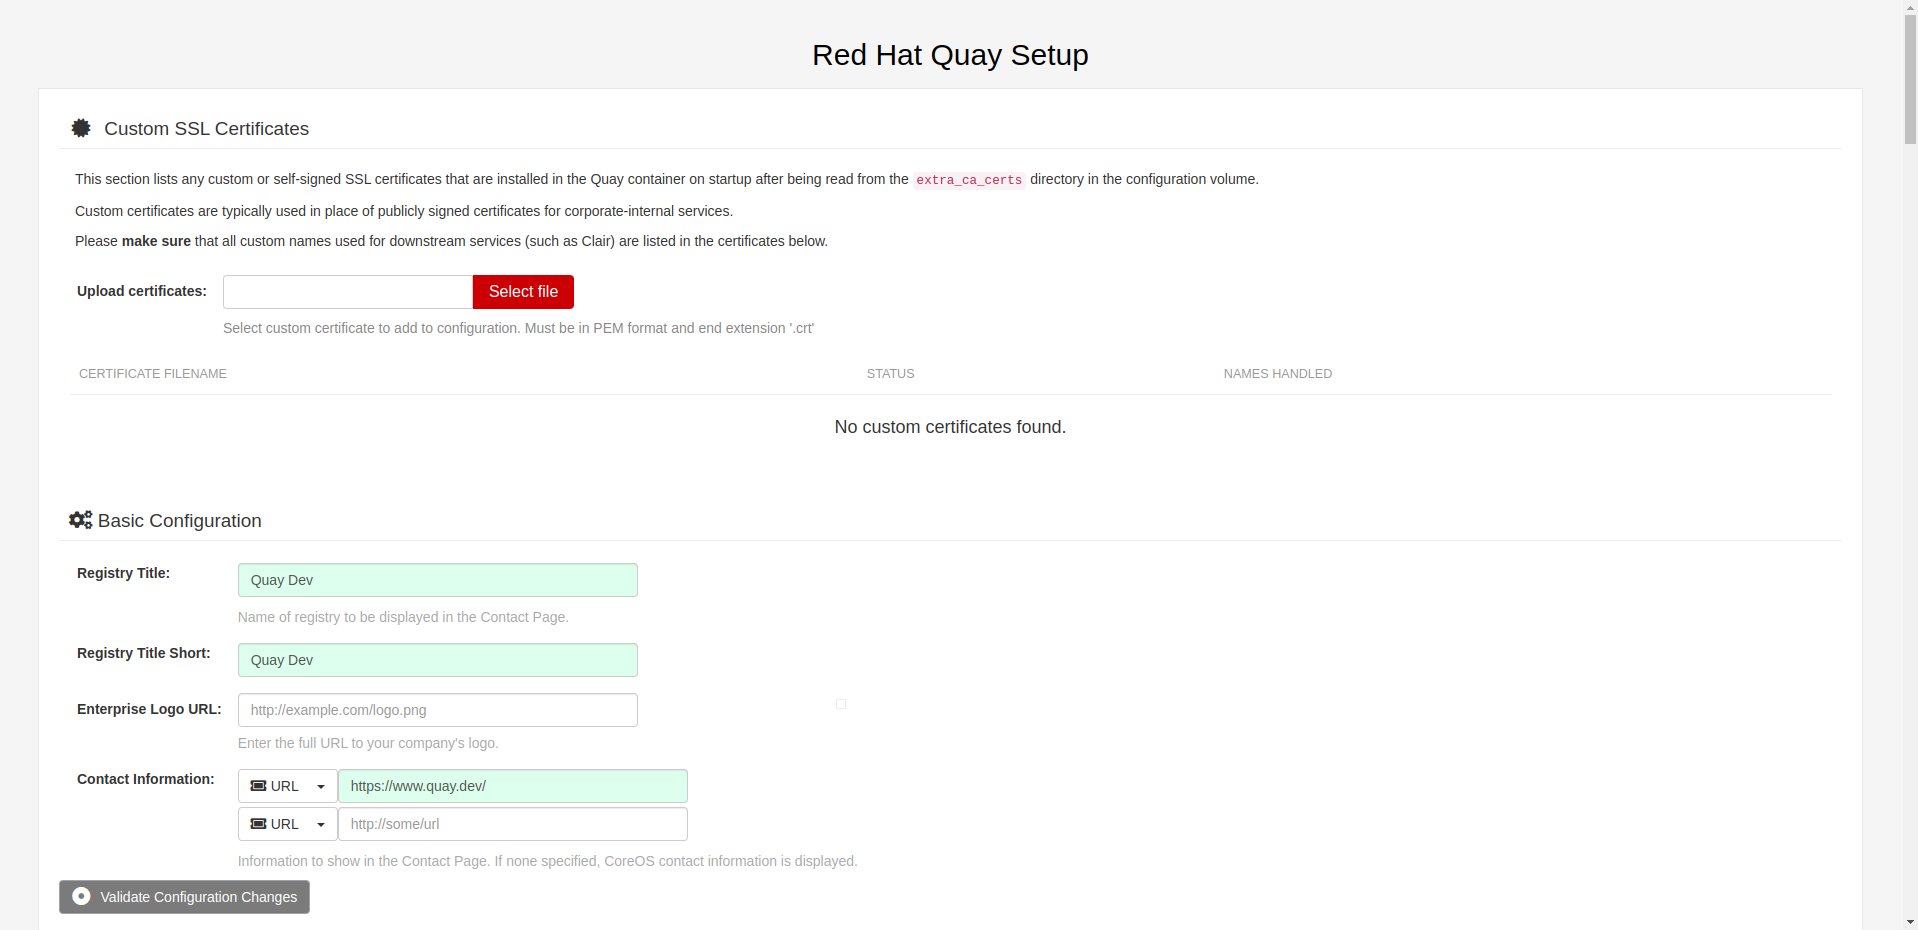 Red Hat Quay Setup
Custom SSL Certificates
This section lists any custom or self-signed SSL certificates that are installed in the Quay container on startup after being read from the extra_ca_certs directory in the configuration volume.
Custom certificates are typically used in place of publicly signed certificates for corporate-internal services.
Please make sure that all custom names used for downstream services (such as Clair) are listed in the certificates below.
Upload certificates: Select file
Select custom certificate to add to configuration. Must be in PEM format and end extension '.crt'
CERTIFICATE FILENAME STATUS NAMES HANDLED
No custom certificates found.
Basic Configuration
Registry Title: Quay Dev
Name of registry to be displayed in the Contact Page.
Registry Title Short: Quay Dev
Enterprise Logo URL: http://example.com/logo.png
Enter the full URL to your company's logo.
Contact Information: URL https://www.quay.dev/
URL http://some/url
Information to show in the Contact Page. If none specified, CoreOS contact information is displayed.
Validate Configuration Changes